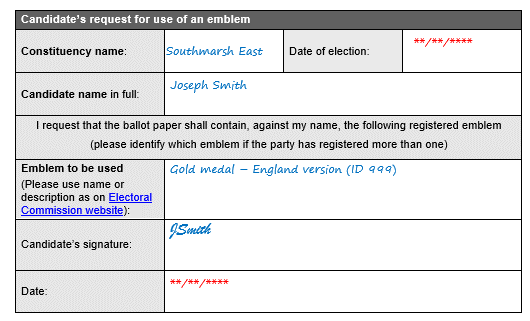 Candidate's request for use of an emblem
Constituency name: Southmarsh East Date of election: **/**/****
Candidate name in full: Joseph Smith
I request that the ballot paper shall contain, against my name, the following registered emblem
(please identify which emblem if the party has registered more than one)
Emblem to be used
(Please use name or
description as on Electoral
Commission website):
Gold medal – England version (ID 999)
Candidate's signature: JSmith
Date: **/**/****